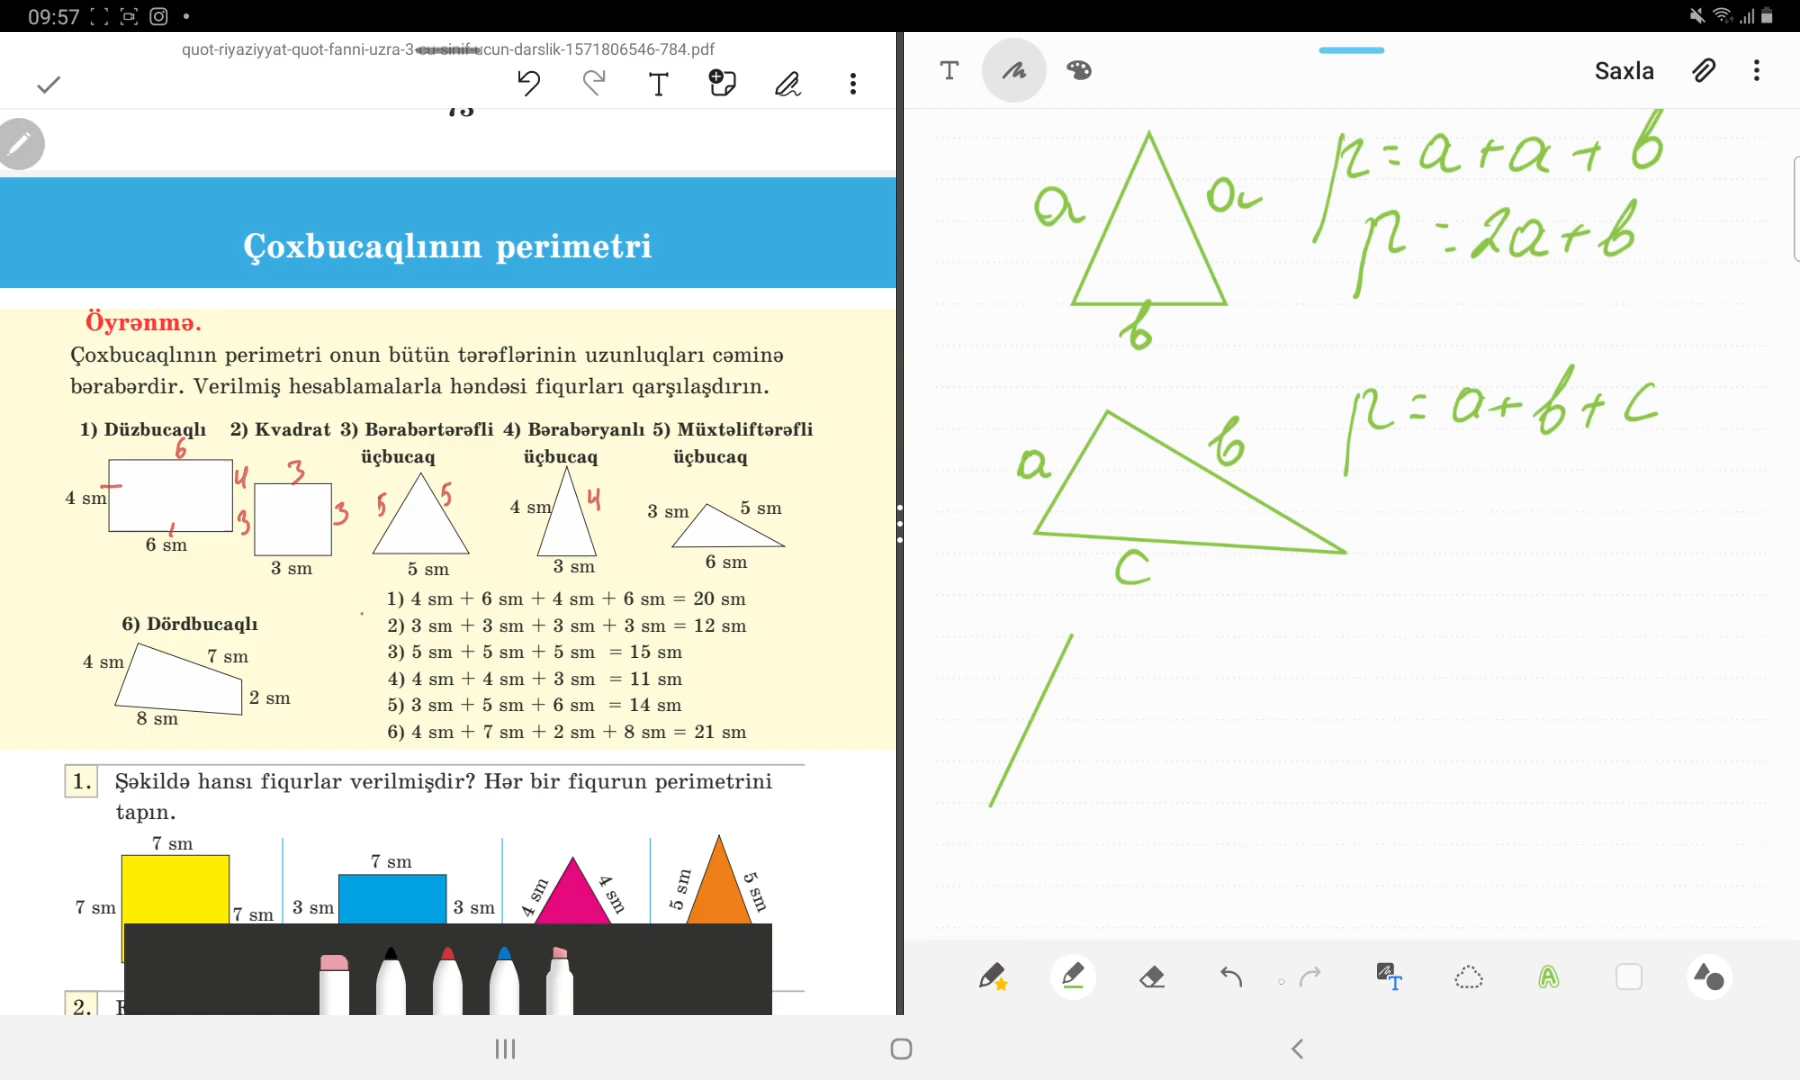 09:57
quot-riyaziyyat-quot-fanni-uzra-3-cu-sinif-ucun-darslik-1571806546-784.pdf
Çoxbucaqlının perimetri
Öyrənmə.
Çoxbucaqlının perimetri onun bütün tərəflərinin uzunluqları cəminə
bərabərdir. Verilmiş hesablamalarla həndəsi fiqurları qarşılaşdırın.
1) Düzbucaqlı 2) Kvadrat 3) Bərabərtərəfli 4) Bərabəryanlı 5) Müxtəliftərəfli
üçbucaq üçbucaq üçbucaq
6
4 sm
4
6 sm
3
3
3
3 sm
5
5
5 sm
4 sm
4
3 sm
3 sm
5 sm
6 sm
6) Dördbucaqlı
4 sm
7 sm
2 sm
8 sm
1) 4 sm + 6 sm + 4 sm + 6 sm = 20 sm
2) 3 sm + 3 sm + 3 sm + 3 sm = 12 sm
3) 5 sm + 5 sm + 5 sm = 15 sm
4) 4 sm + 4 sm + 3 sm = 11 sm
5) 3 sm + 5 sm + 6 sm = 14 sm
6) 4 sm + 7 sm + 2 sm + 8 sm = 21 sm
1. Şəkildə hansı fiqurlar verilmişdir? Hər bir fiqurun perimetrini
tapın.
7 sm
7 sm
7 sm
7 sm
3 sm
3 sm
4 sm
4 sm
5 sm
5 sm
2.
T
Saxla
a
a
b
p = a + a + b
p = 2a + b
a
b
c
p = a + b + c